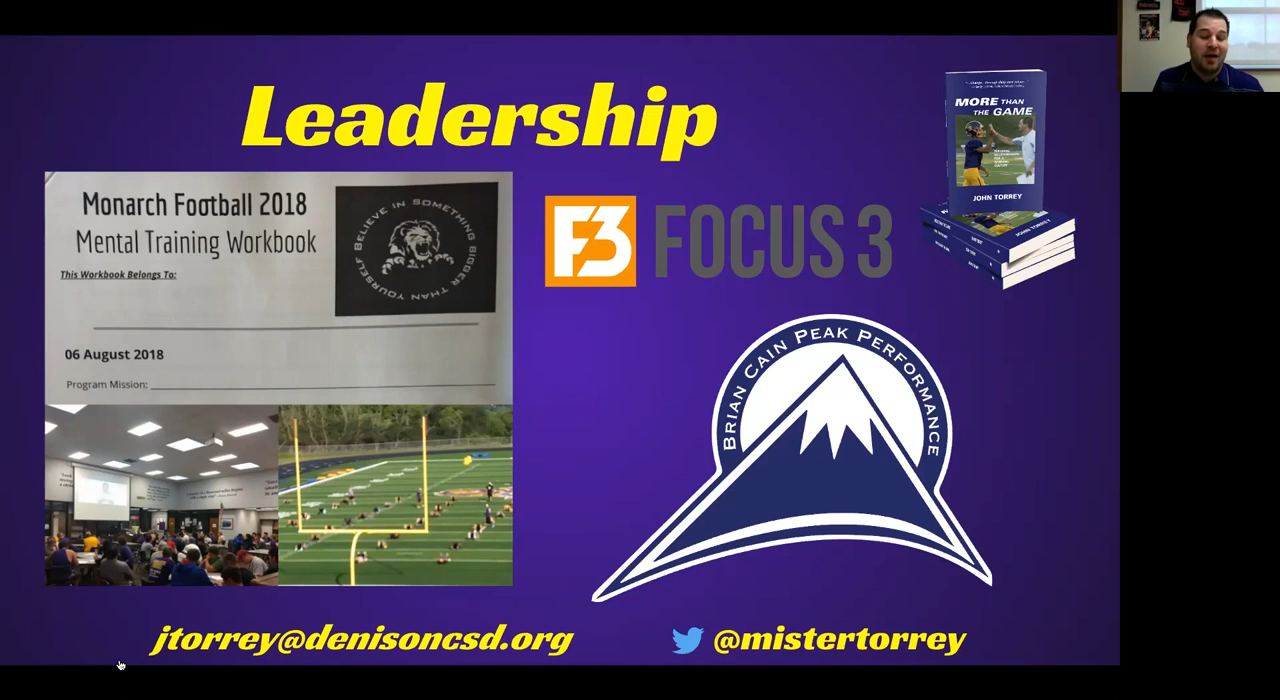 Leadership
MORE THAN
THE GAME
JOHN TORREY
Monarch Football 2018
Mental Training Workbook
This Workbook Belongs To:
BELIEVE IN SOMETHING
BIGGER THAN YOURSELF
06 August 2018
Program Mission:
F3 FOCUS 3
BRIAN CAIN PEAK PERFORMANCE
jtorrey@denisoncsd.org
@mistertorrey